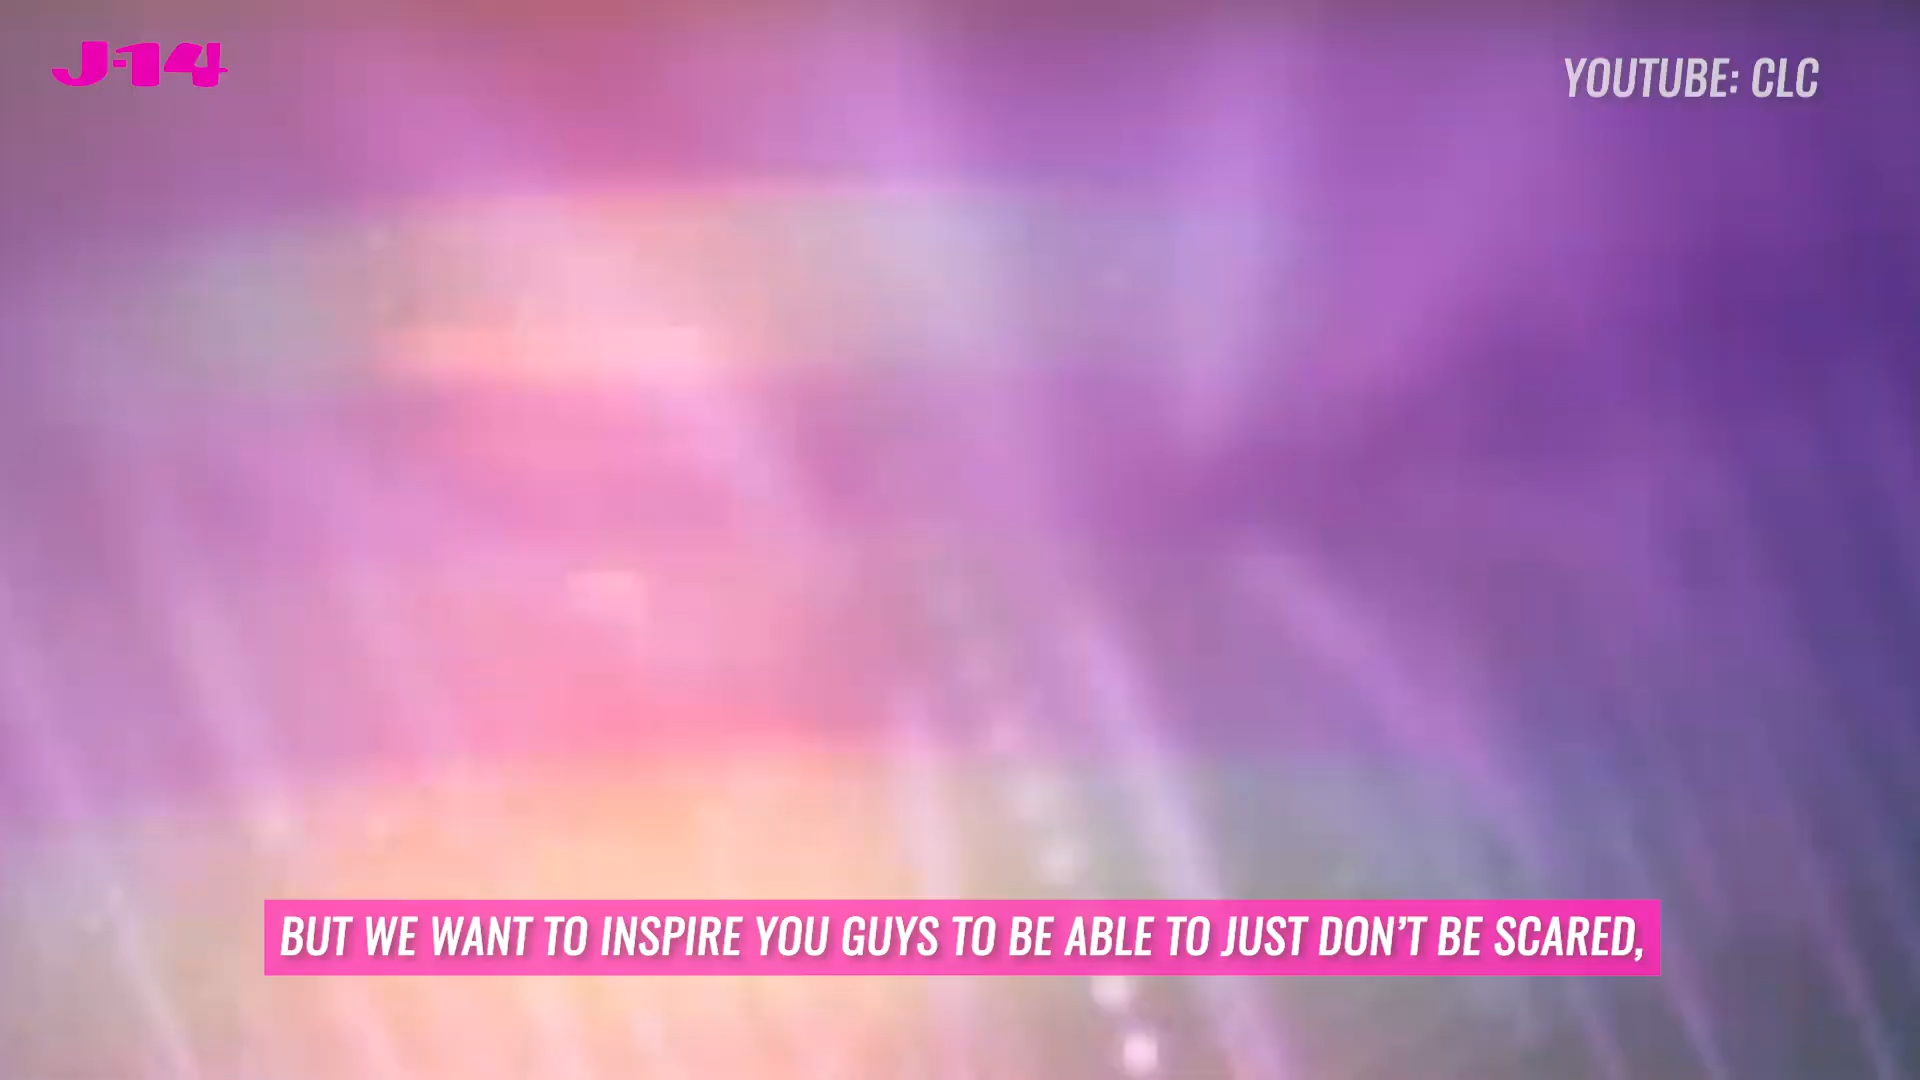 J-14
YOUTUBE: CLC
BUT WE WANT TO INSPIRE YOU GUYS TO BE ABLE TO JUST DON'T BE SCARED,